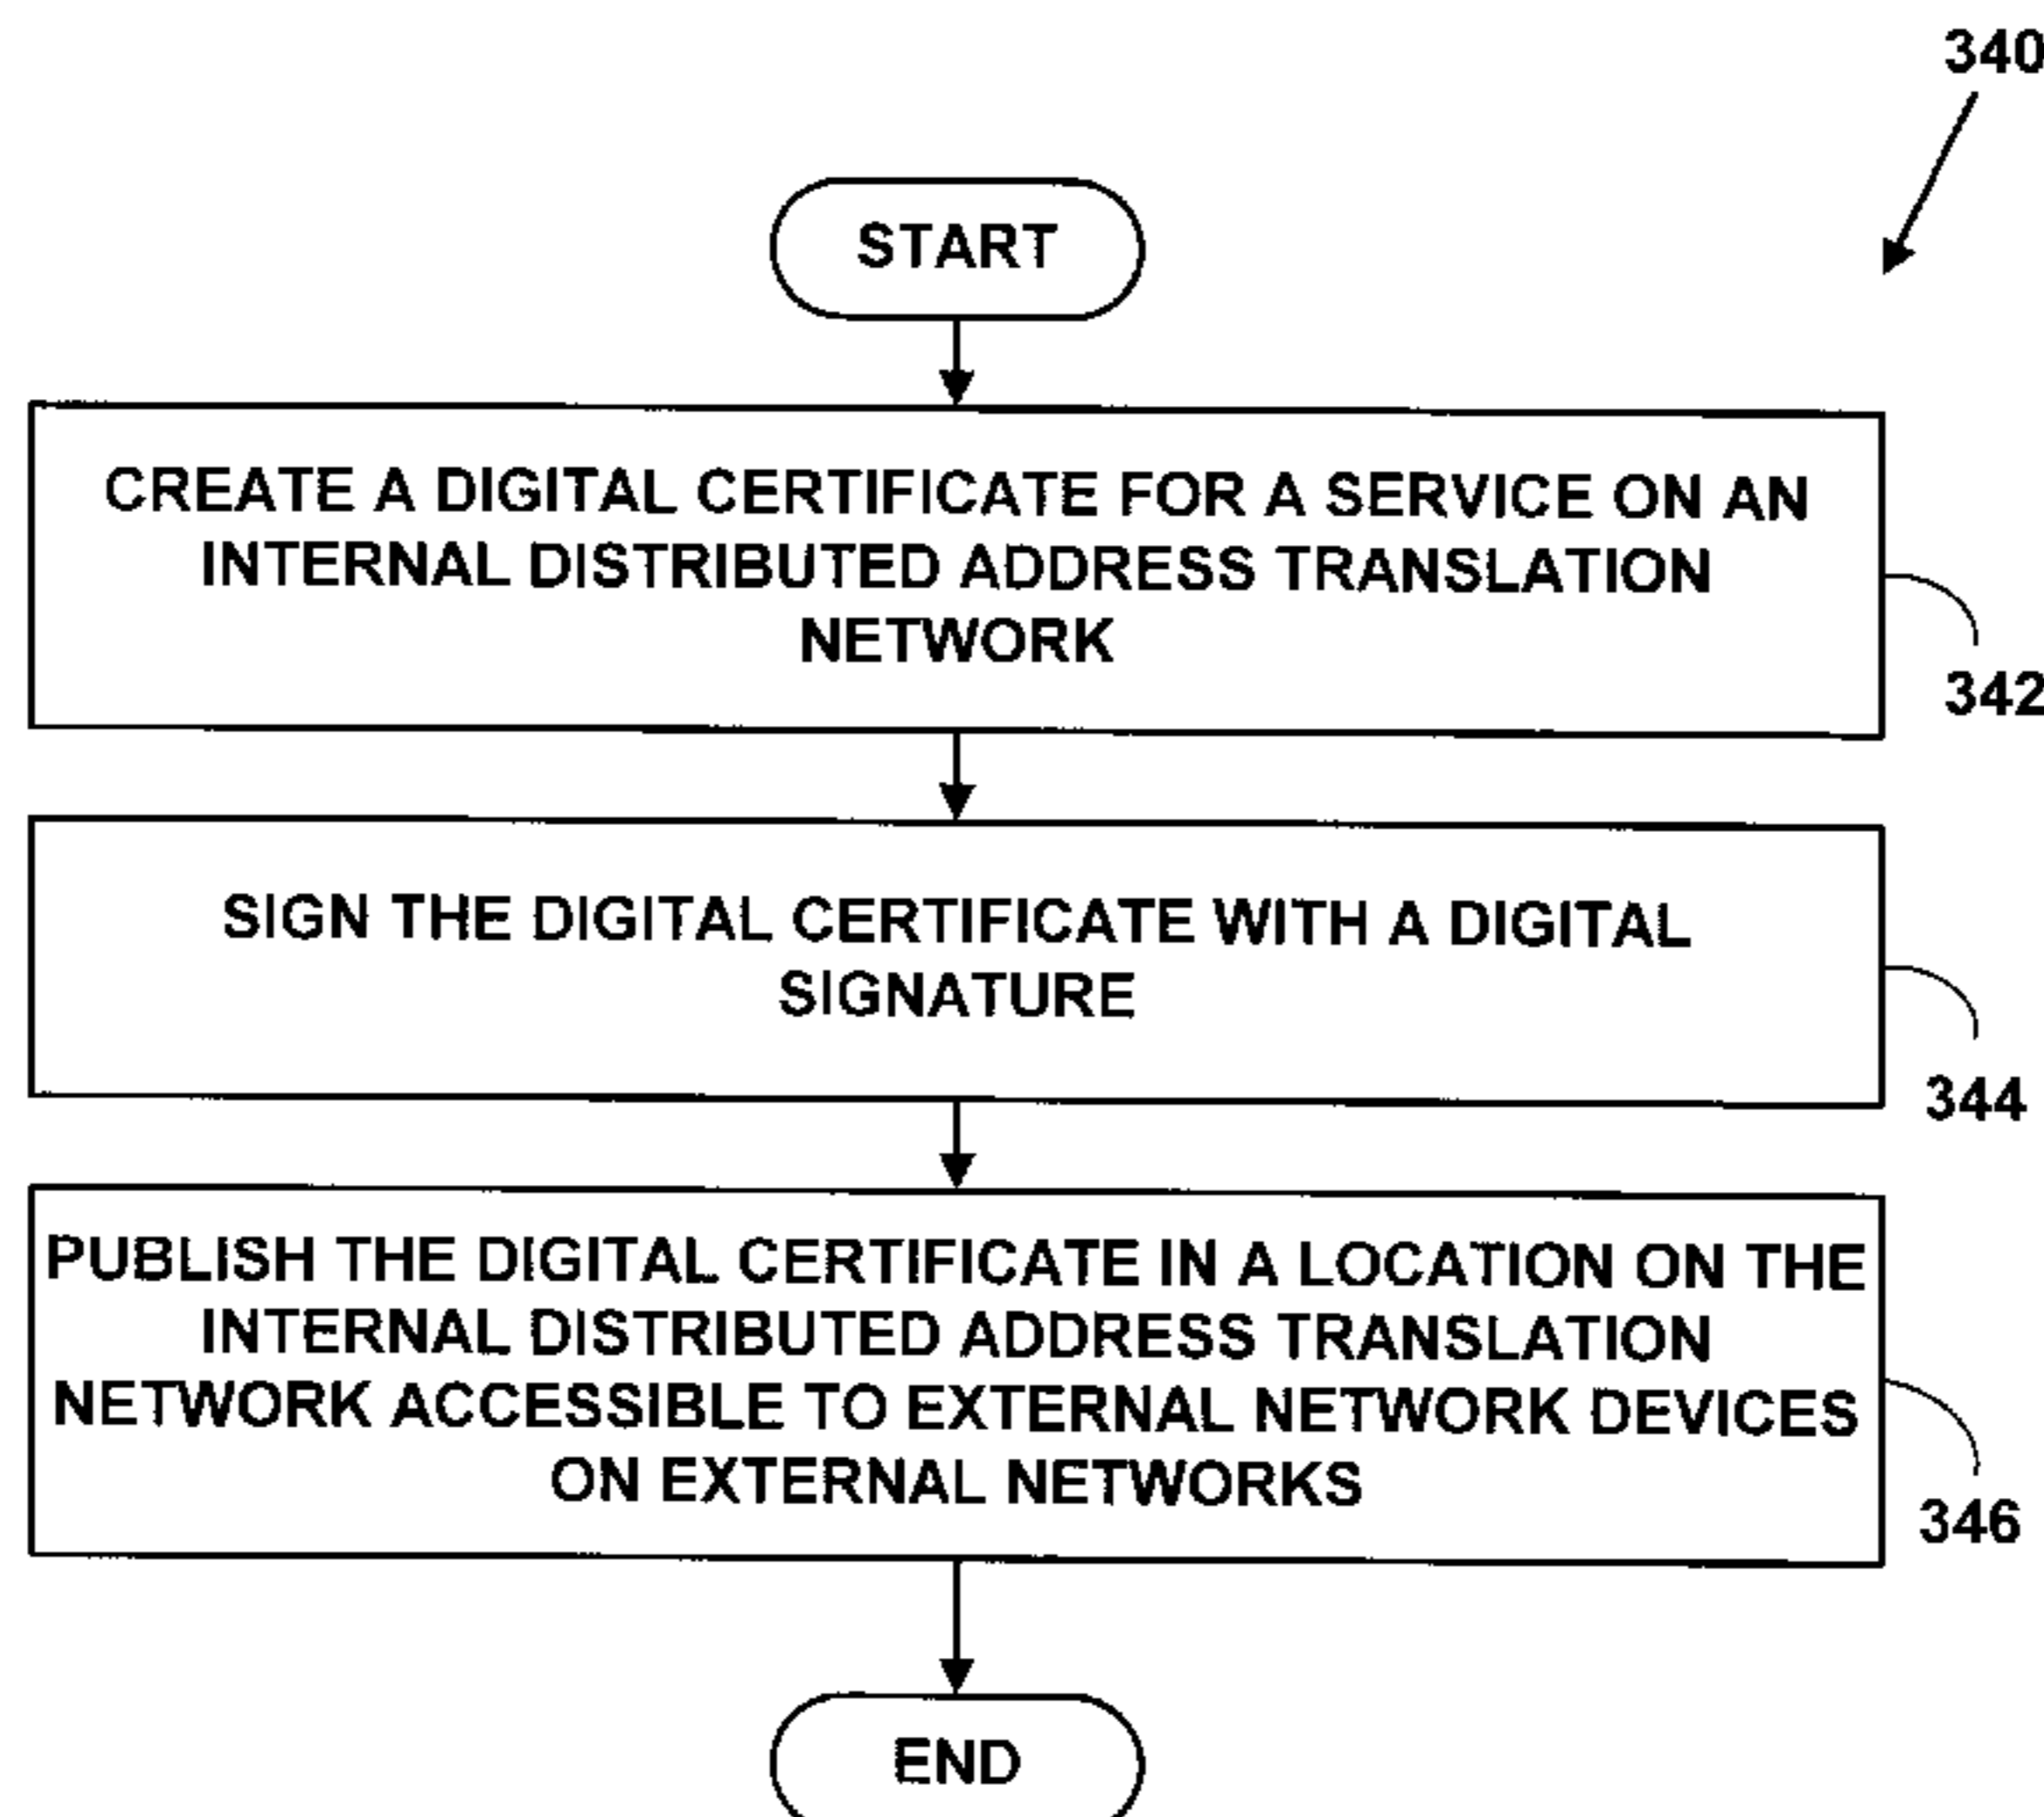 340
START
CREATE A DIGITAL CERTIFICATE FOR A SERVICE ON AN
INTERNAL DISTRIBUTED ADDRESS TRANSLATION
NETWORK
342
SIGN THE DIGITAL CERTIFICATE WITH A DIGITAL
SIGNATURE
344
PUBLISH THE DIGITAL CERTIFICATE IN A LOCATION ON THE
INTERNAL DISTRIBUTED ADDRESS TRANSLATION
NETWORK ACCESSIBLE TO EXTERNAL NETWORK DEVICES
ON EXTERNAL NETWORKS
346
END